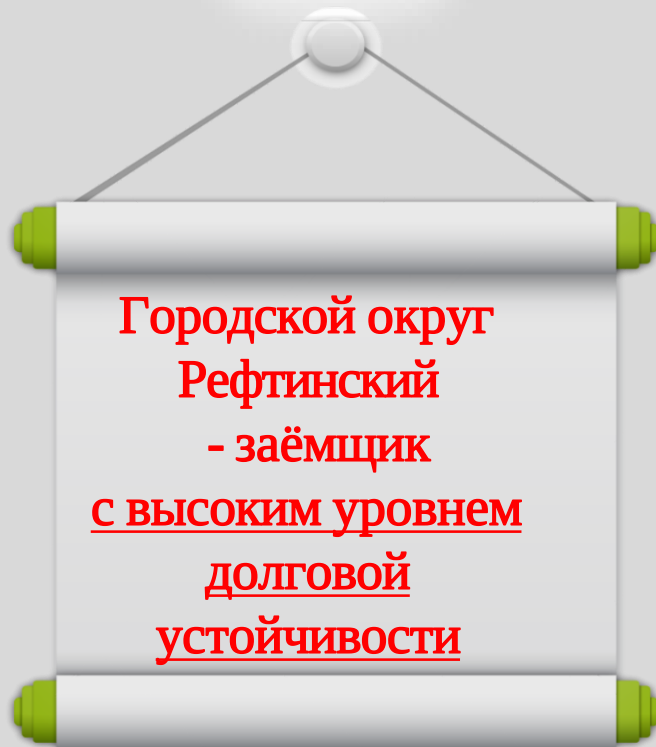 Городской округ
Рефтинский
- заёмщик
с высоким уровнем
долговой
устойчивости